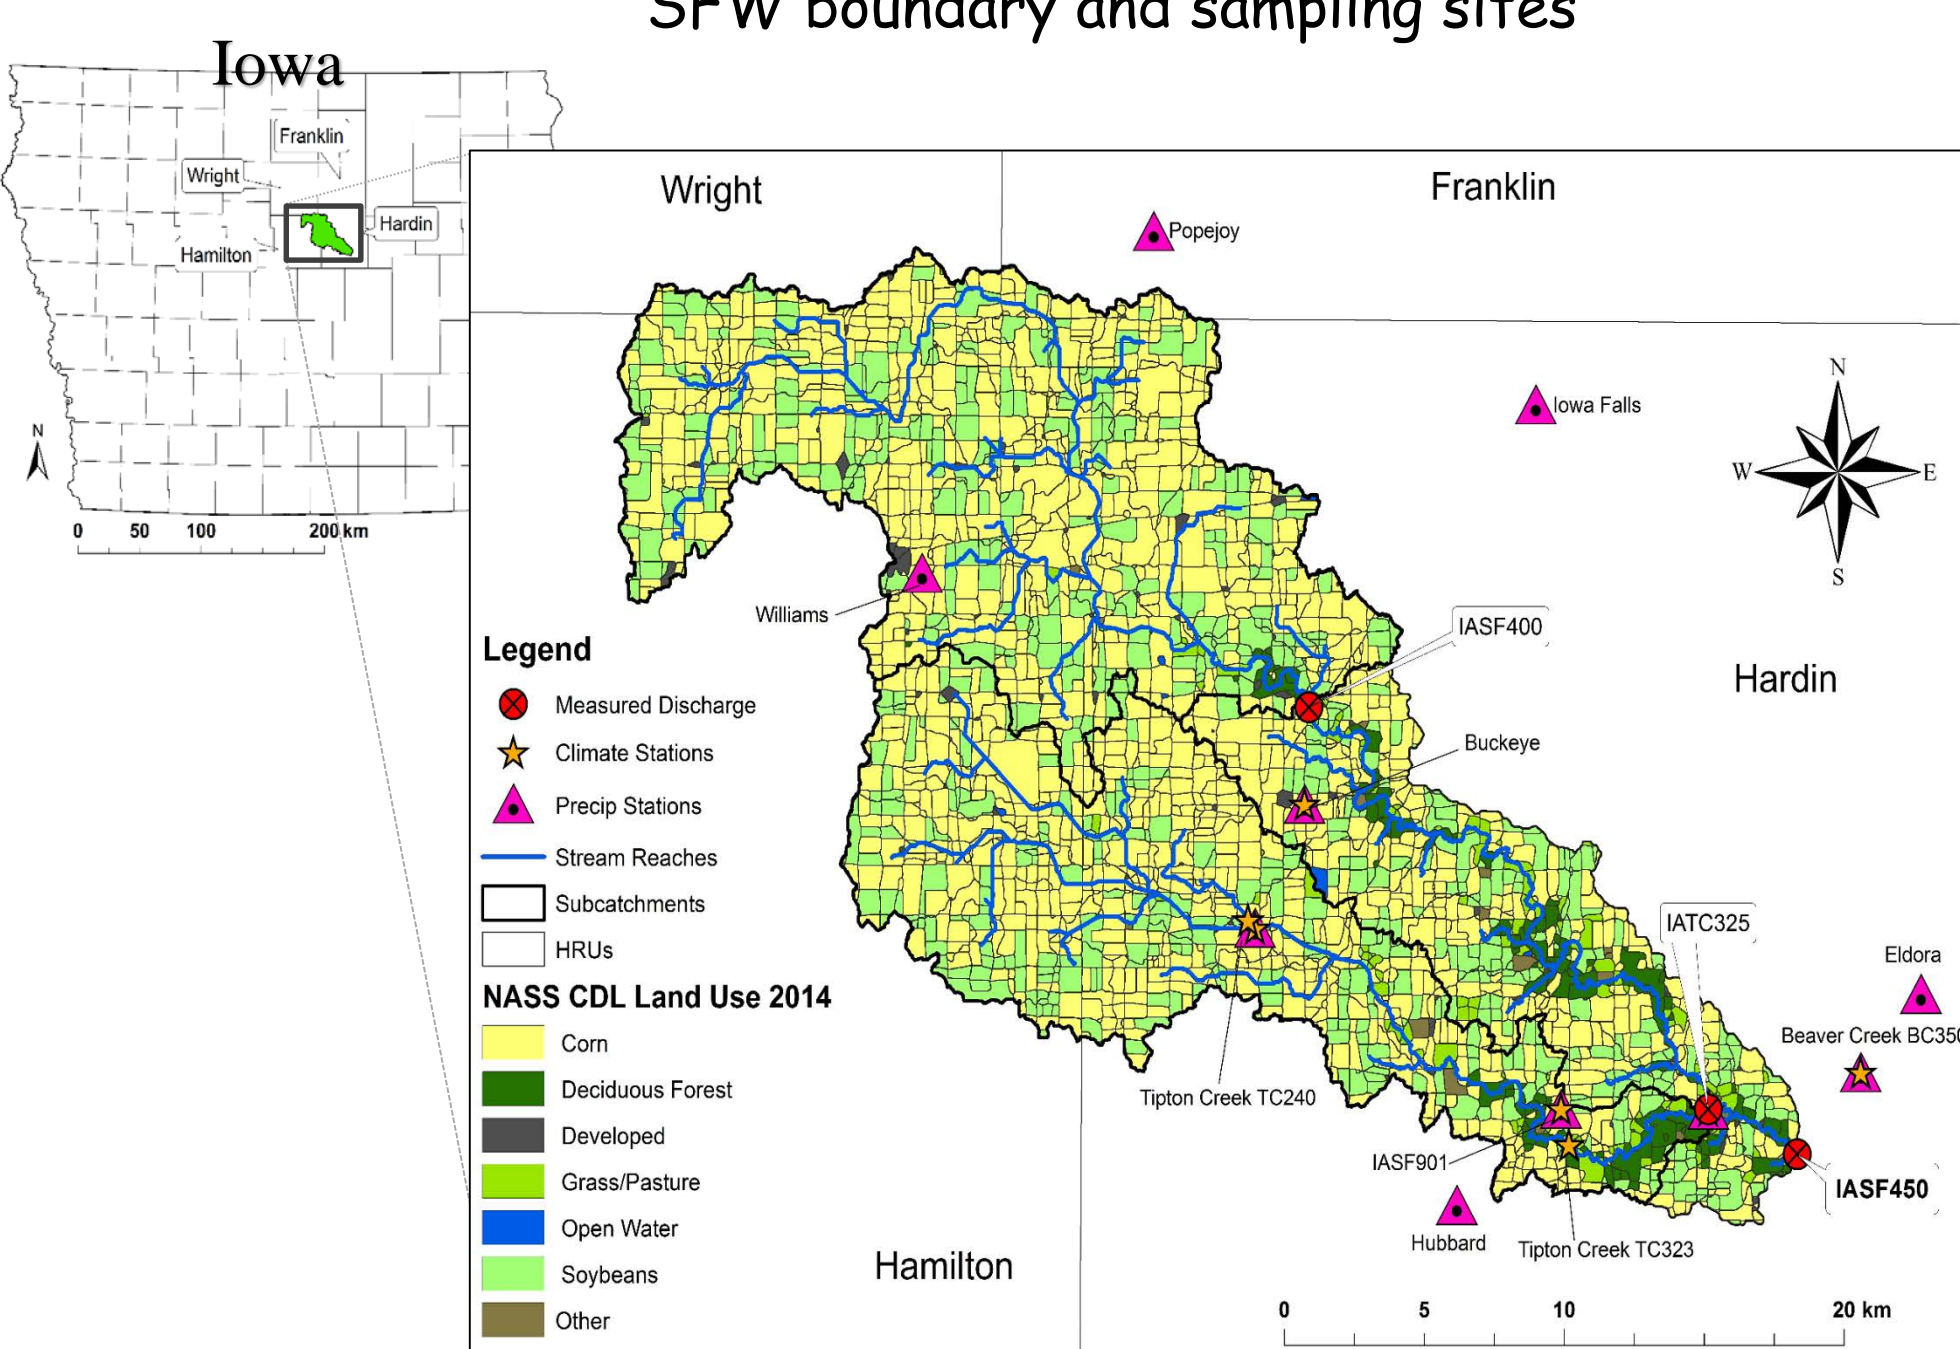 SFW boundary and sampling sites
Iowa
Franklin
Wright
Hardin
Hamilton
N
0 50 100 200 km
Wright
Franklin
Popejoy
Iowa Falls
N
W E
S
Williams
IASF400
Hardin
Buckeye
IATC325
Eldora
Beaver Creek BC350
Tipton Creek TC240
IASF901
IASF450
Hubbard
Tipton Creek TC323
Hamilton
0 5 10 20 km
Legend
Measured Discharge
Climate Stations
Precip Stations
Stream Reaches
Subcatchments
HRUs
NASS CDL Land Use 2014
Corn
Deciduous Forest
Developed
Grass/Pasture
Open Water
Soybeans
Other